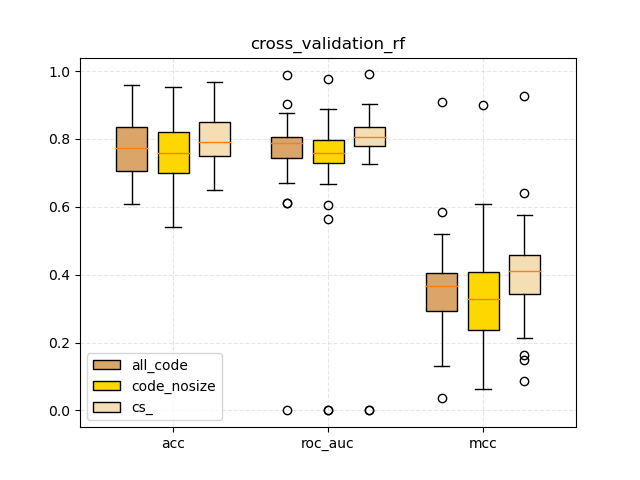 cross_validation_rf
1.0
0.8
0.6
0.4
0.2
0.0
all_code
code_nosize
cs_
acc
roc_auc
mcc